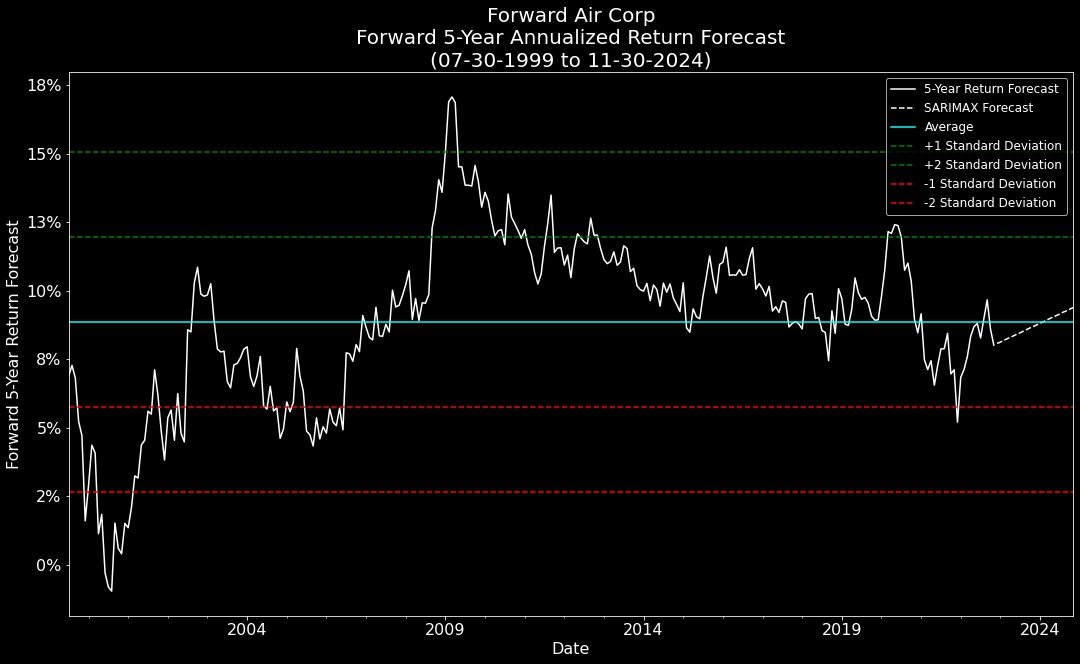 Forward Air Corp
Forward 5-Year Annualized Return Forecast
(07-30-1999 to 11-30-2024)
18%
15%
13%
10%
8%
5%
2%
0%
Forward 5-Year Return Forecast
5-Year Return Forecast
SARIMAX Forecast
Average
+1 Standard Deviation
+2 Standard Deviation
-1 Standard Deviation
-2 Standard Deviation
2004
2009
2014
2019
2024
Date